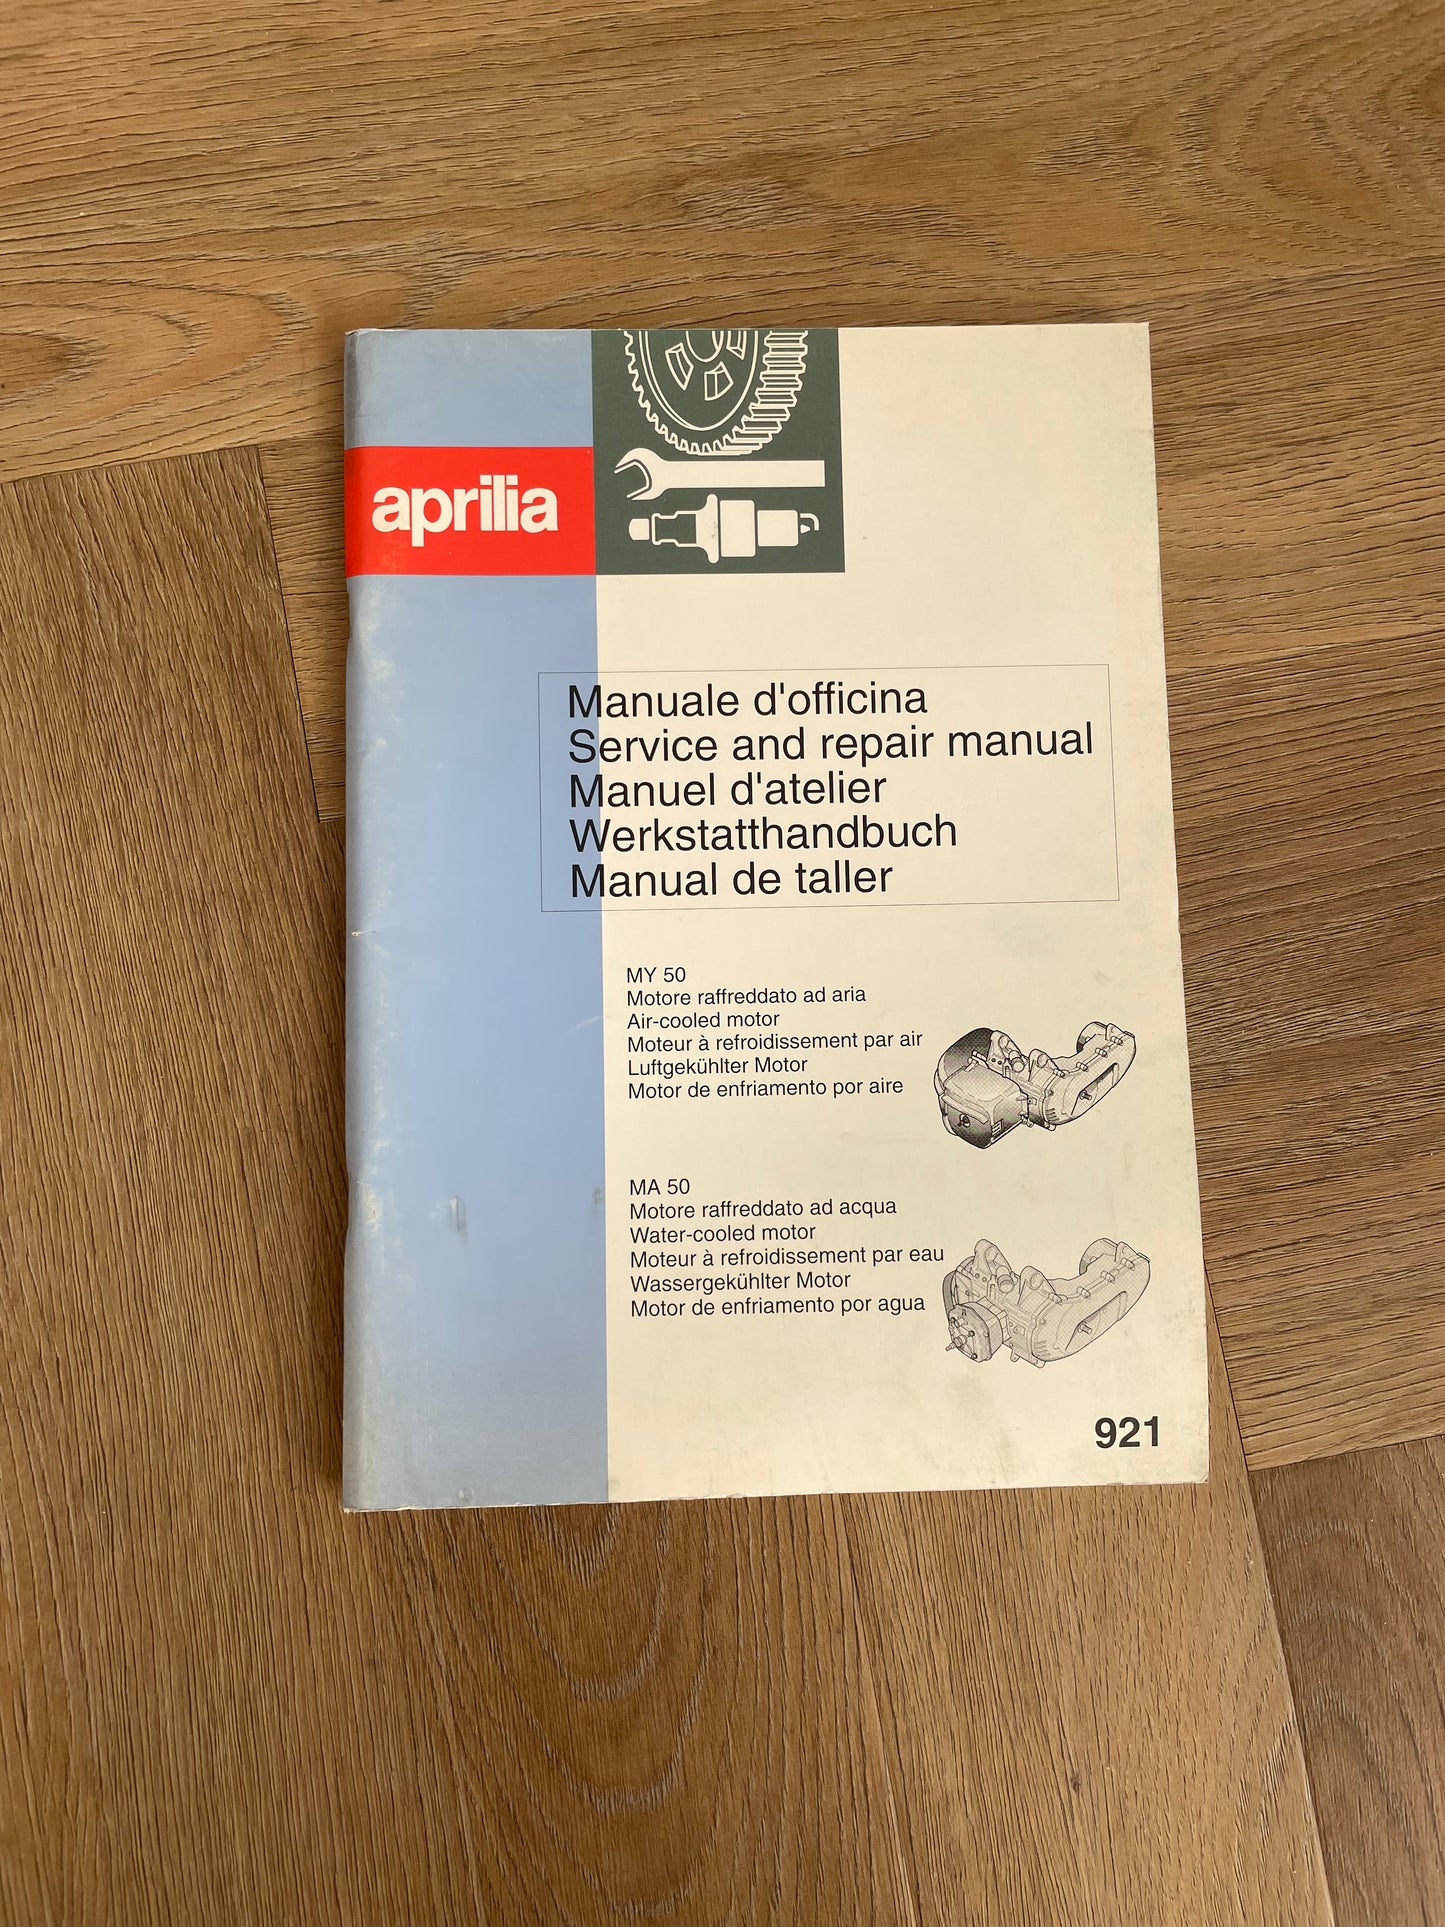 aprilia
Manuale d'officina
Service and repair manual
Manuel d'atelier
Werkstatthandbuch
Manual de taller
MY 50
Motore raffreddato ad aria
Air-cooled motor
Moteur à refroidissement par air
Luftgekühlter Motor
Motor de enfriamento por aire
MA 50
Motore raffreddato ad acqua
Water-cooled motor
Moteur à refroidissement par eau
Wassergekühlter Motor
Motor de enfriamento por agua
921